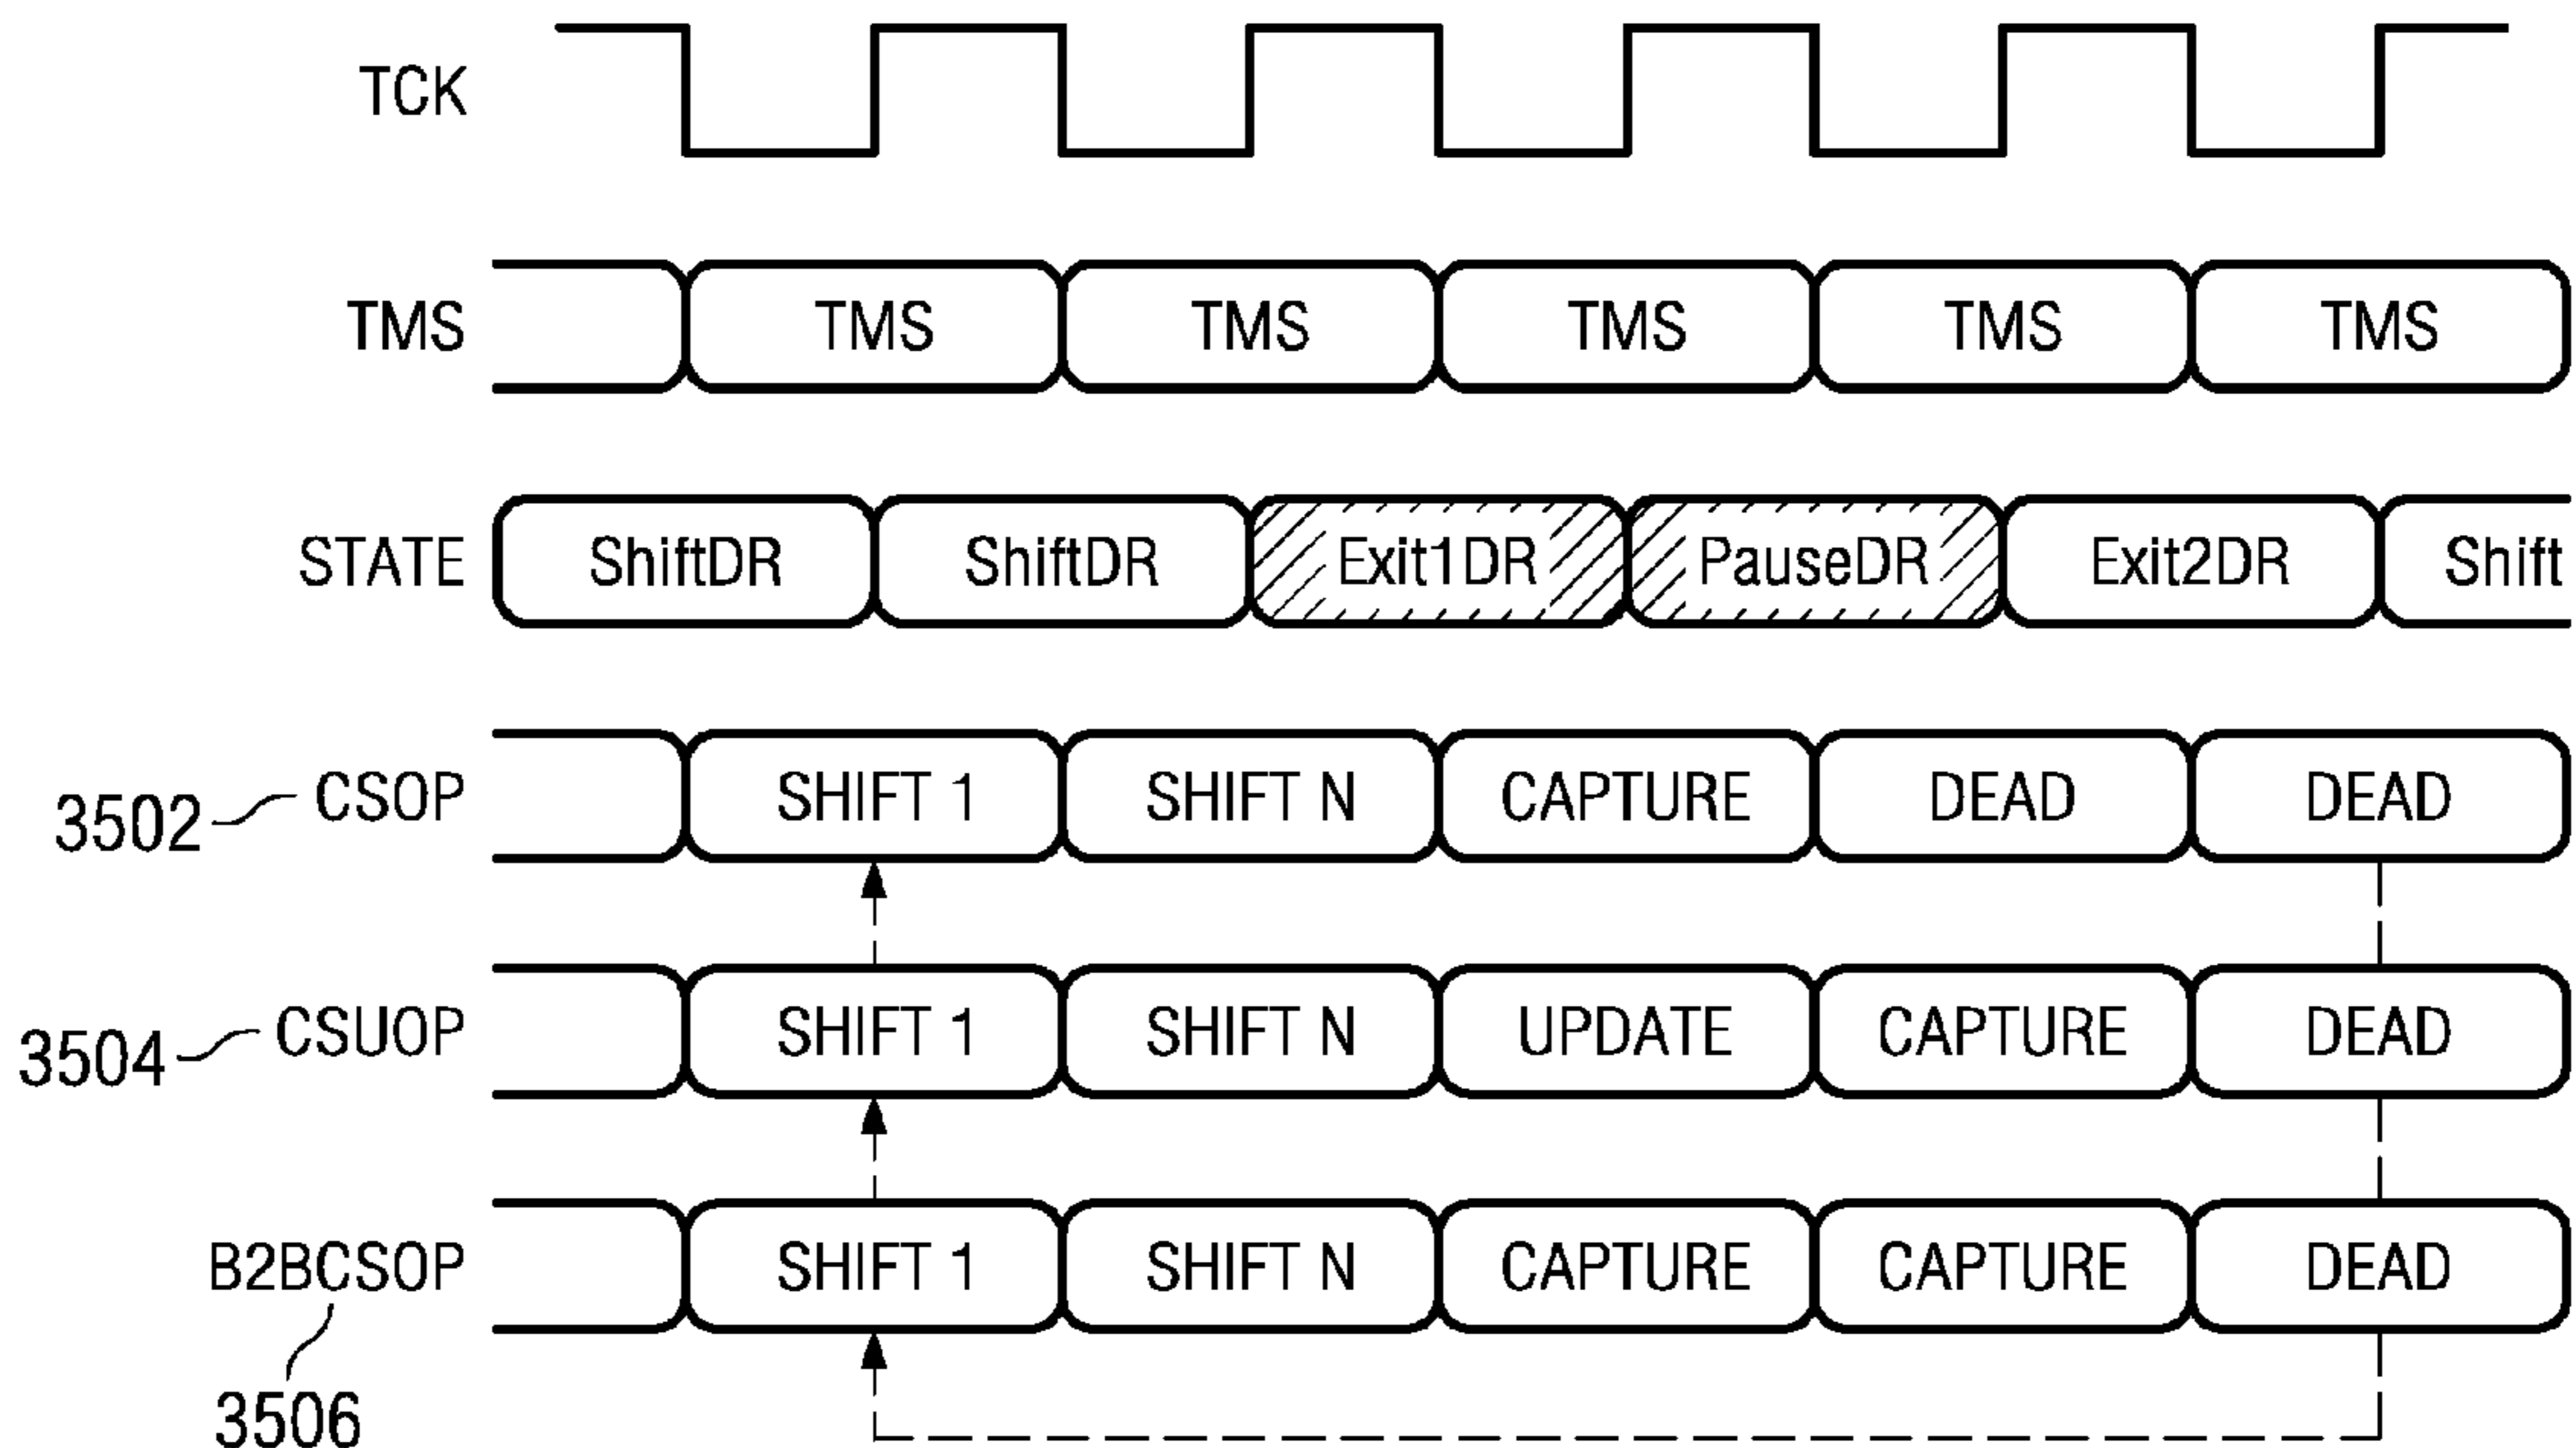 TCK
TMS TMS TMS TMS TMS TMS
STATE ShiftDR ShiftDR Exit1DR PauseDR Exit2DR Shift
3502 CSOP SHIFT 1 SHIFT N CAPTURE DEAD DEAD
3504 CSUOP SHIFT 1 SHIFT N UPDATE CAPTURE DEAD
B2BCSOP SHIFT 1 SHIFT N CAPTURE CAPTURE DEAD
3506